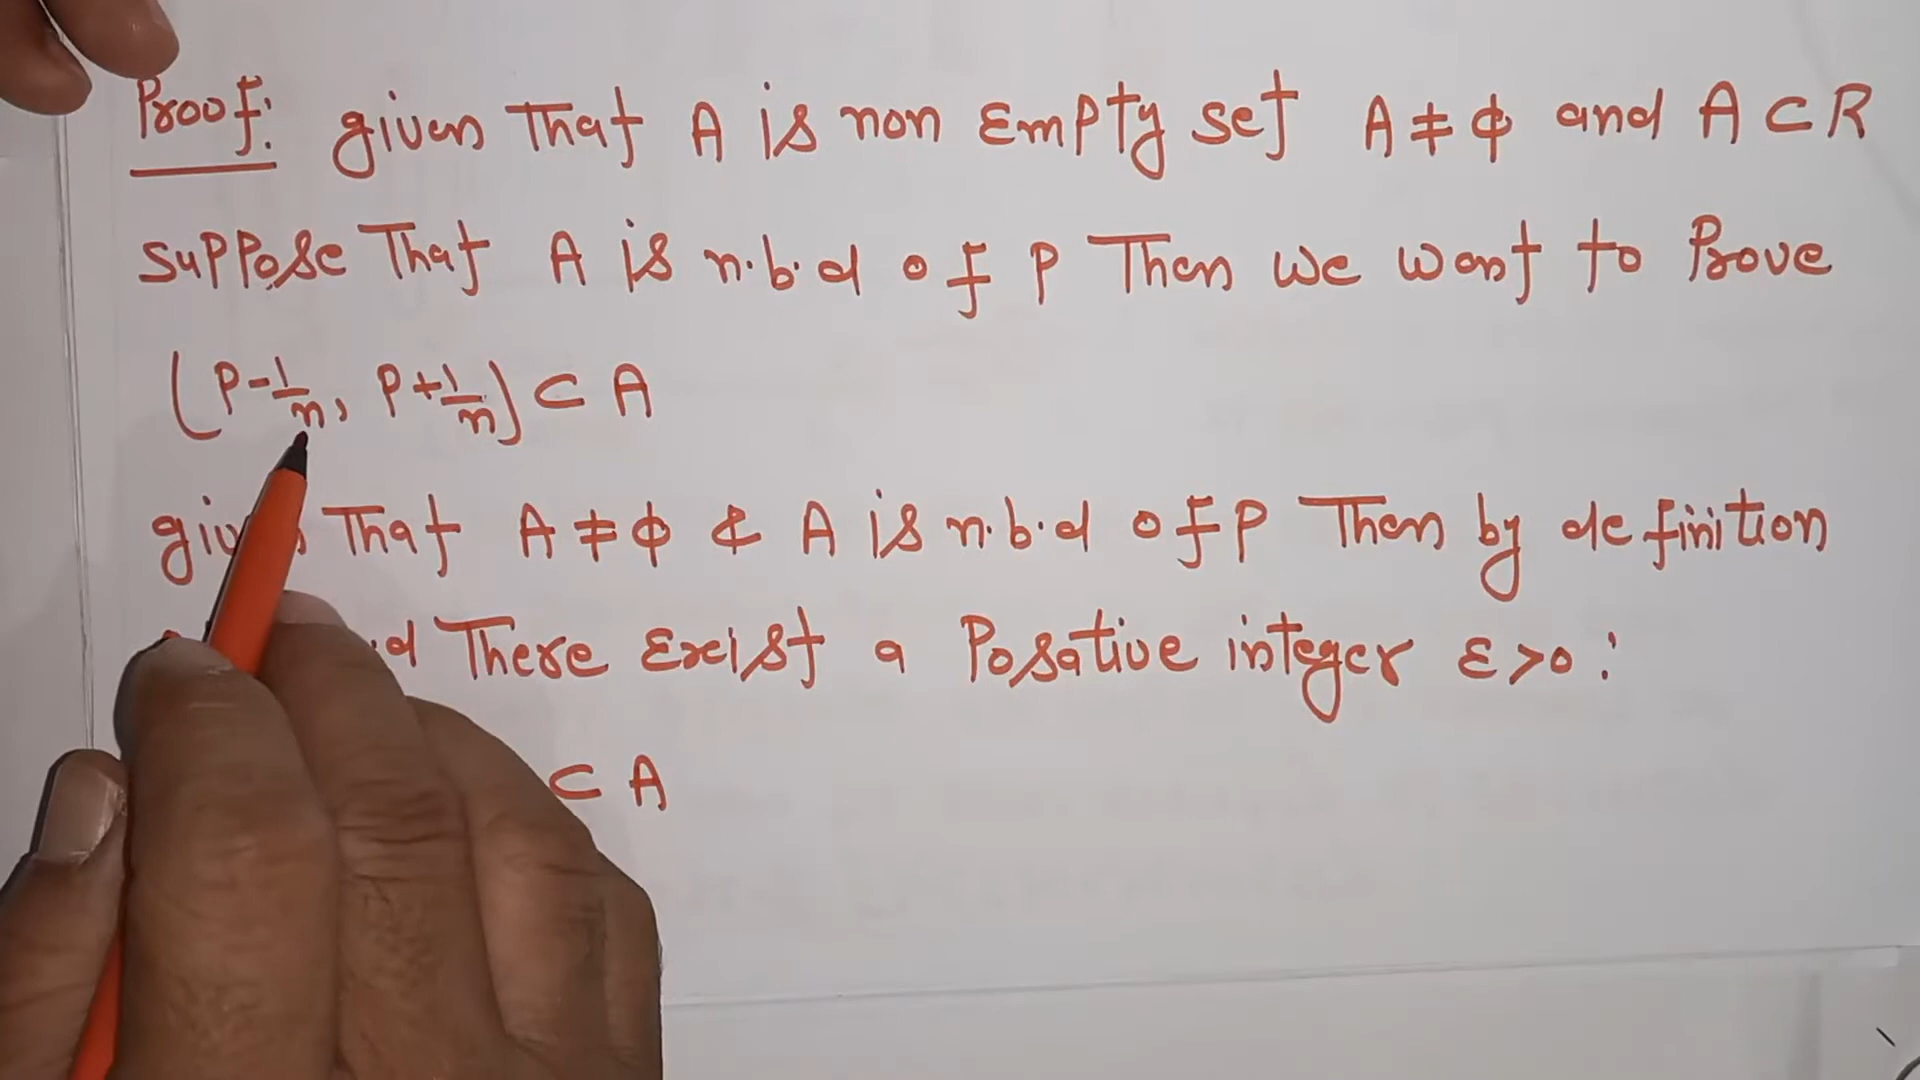 Proof: given That A is non Empty set A ≠ ϕ and A ⊂ R
suppose That A is n.b.d of P Then we want to Prove
(P-1/n, P+1/n) ⊂ A
That A ≠ ϕ & A is n.b.d of P Then by definition
There Exist a Posative integer ε>0 :
⊂ A